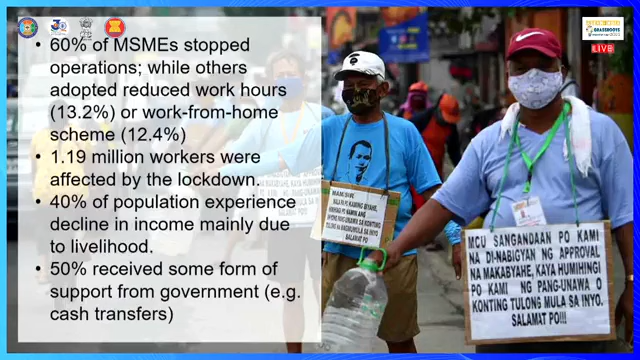 GRASSROOTS
LIVE
• 60% of MSMEs stopped
operations; while others
adopted reduced work hours
(13.2%) or work-from-home
scheme (12.4%)
• 1.19 million workers were
affected by the lockdown.
• 40% of population experience
decline in income mainly due
to livelihood.
• 50% received some form of
support from government (e.g.
cash transfers)
SALAMAT PO
MCU SANGANDAAN PO KAMI
NA DI-NABIGYAN NG APPROVAL
NA MAKABYAHE, KAYA HUMIHINGI
PO KAMI NG PANG-UNAWA O
KONTING TULONG MULA SA INYO.
SALAMAT PO!!!